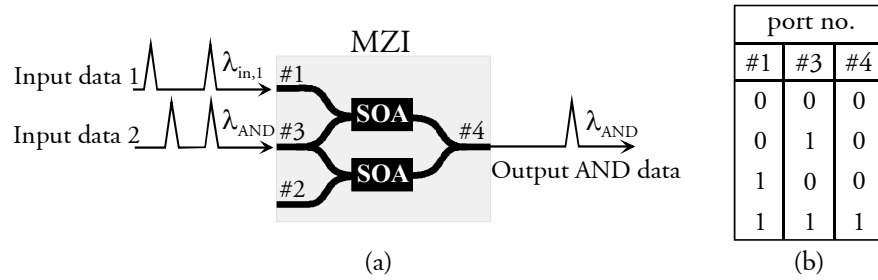 MZI
Input data 1
λin,1
#1
SOA
Input data 2
λAND
#3
#4
λAND
Output AND data
SOA
#2
(a)
port no.
#1 #3 #4
0 0 0
0 1 0
1 0 0
1 1 1
(b)